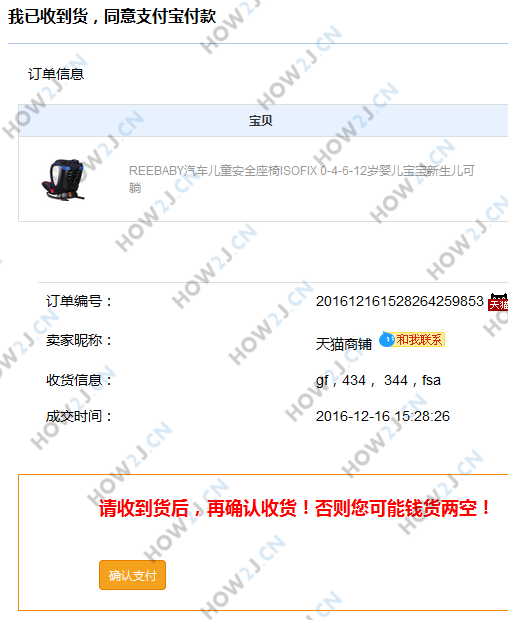 我已收到货，同意支付宝付款
订单信息
宝贝
REEBABY汽车儿童安全座椅ISOFIX 0-4-6-12岁婴儿宝宝新生儿可
躺
订单编号： 201612161528264259853 天猫
卖家昵称： 天猫商铺 和我联系
收货信息： gf，434， 344，fsa
成交时间： 2016-12-16 15:28:26
请收到货后，再确认收货！否则您可能钱货两空！
确认支付
HOW2J.CN